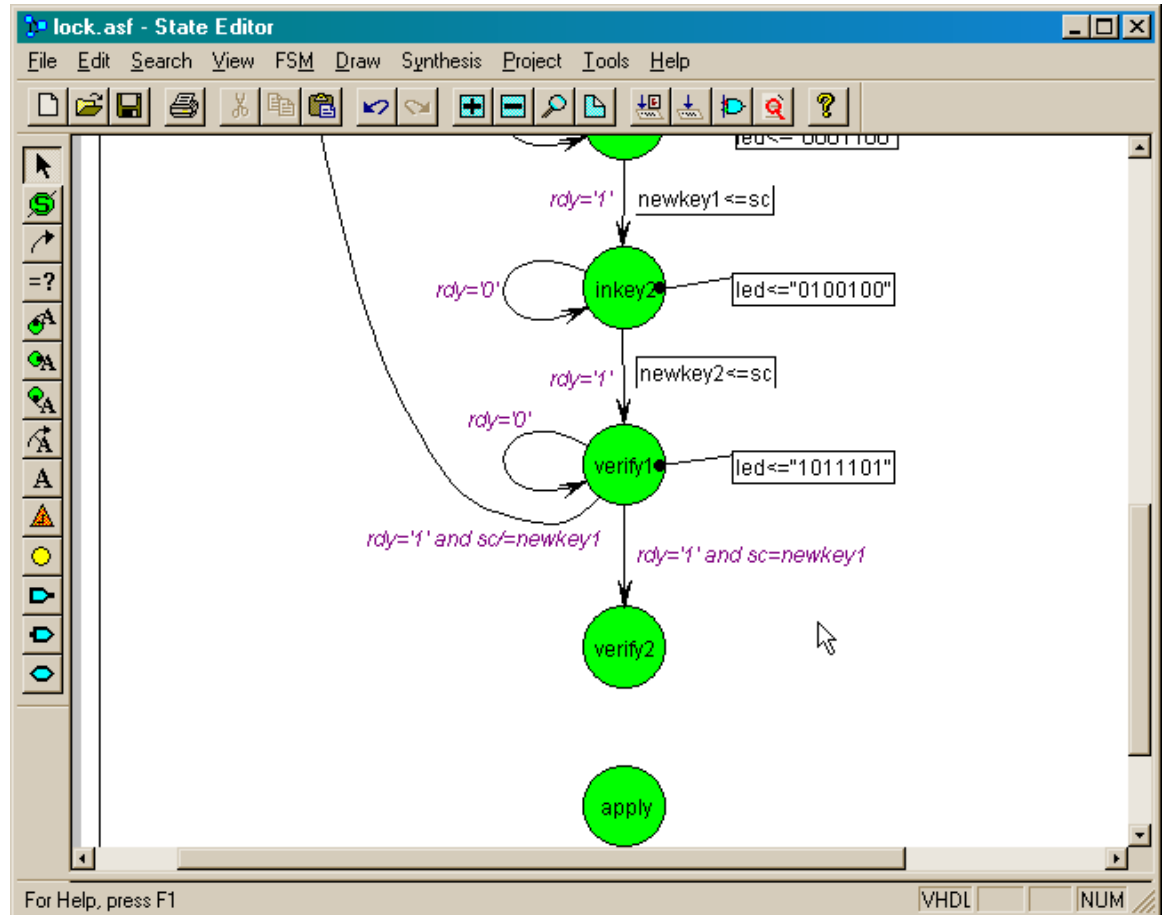 lock.asf - State Editor
File Edit Search View FSM Draw Synthesis Project Tools Help
led<="0001100"
rdy='1' newkey1<=sc
rdy='0' inkey2 led<="0100100"
rdy='1' newkey2<=sc
rdy='0'
verify1 led<="1011101"
rdy='1' and sc/=newkey1
rdy='1' and sc=newkey1
verify2
apply
For Help, press F1 VHDL NUM